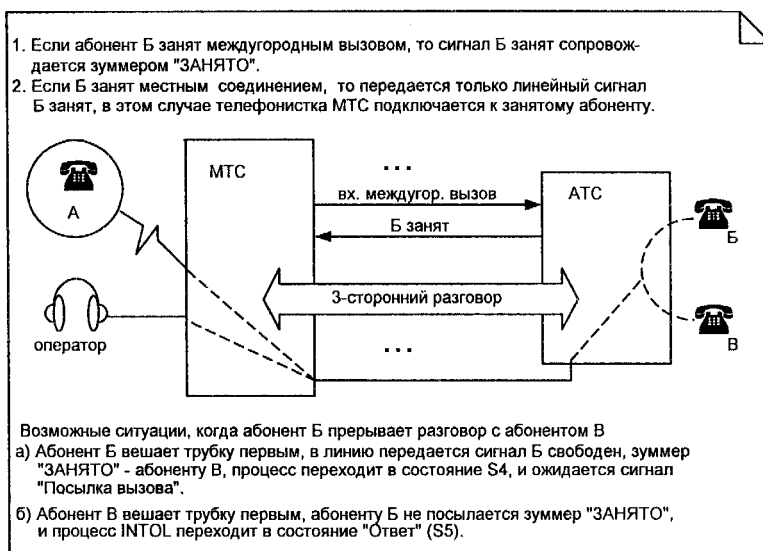 1. Если абонент Б занят междугородным вызовом, то сигнал Б занят сопровож-
дается зуммером "ЗАНЯТО".
2. Если Б занят местным соединением, то передается только линейный сигнал
Б занят, в этом случае телефонистка МТС подключается к занятому абоненту.
МТС
. . .
АТС
А
вх. междугор. вызов
Б занят
Б
3-сторонний разговор
оператор
. . .
В
Возможные ситуации, когда абонент Б прерывает разговор с абонентом В
а) Абонент Б вешает трубку первым, в линию передается сигнал Б свободен, зуммер
"ЗАНЯТО" - абоненту В, процесс переходит в состояние S4, и ожидается сигнал
"Посылка вызова".
б) Абонент В вешает трубку первым, абоненту Б не посылается зуммер "ЗАНЯТО",
и процесс INTOL переходит в состояние "Ответ" (S5).